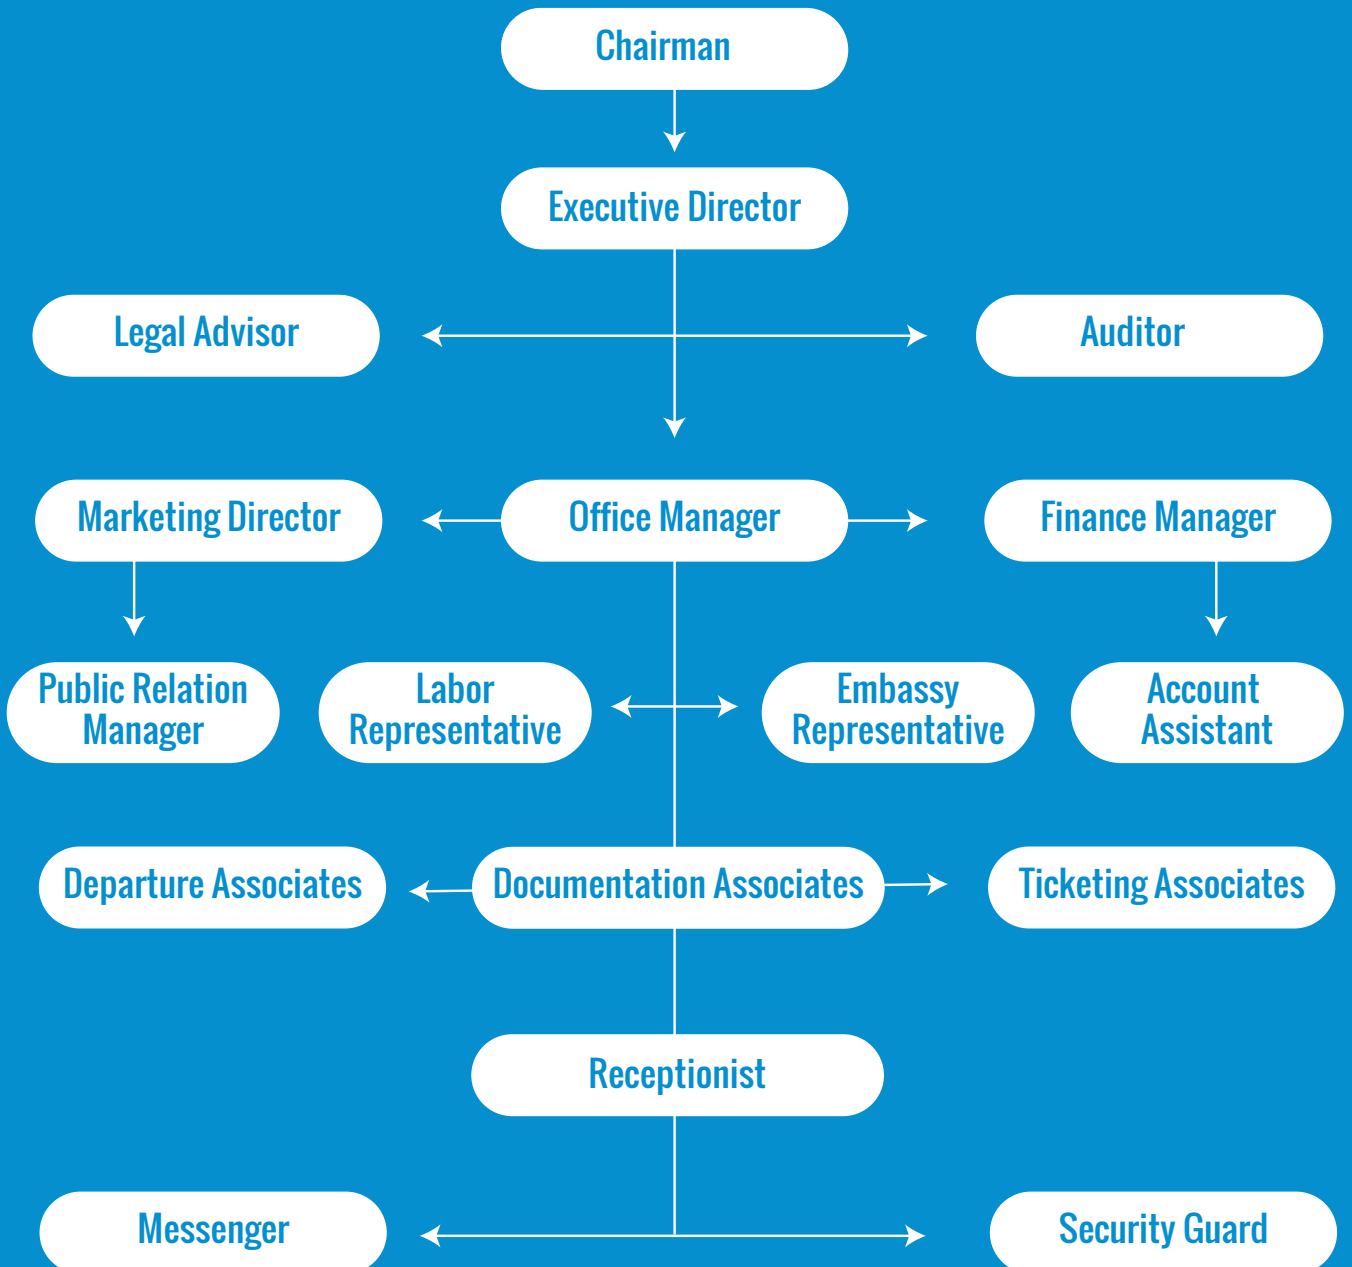 Chairman
Executive Director
Legal Advisor
Auditor
Marketing Director
Office Manager
Finance Manager
Public Relation
Manager
Labor
Representative
Embassy
Representative
Account
Assistant
Departure Associates
Documentation Associates
Ticketing Associates
Receptionist
Messenger
Security Guard